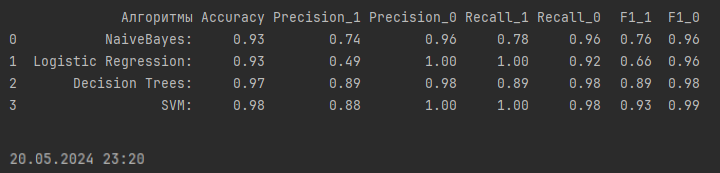 Алгоритмы Accuracy Precision_1 Precision_0 Recall_1 Recall_0 F1_1 F1_0
0 NaiveBayes: 0.93 0.74 0.96 0.78 0.96 0.76 0.96
1 Logistic Regression: 0.93 0.49 1.00 1.00 0.92 0.66 0.96
2 Decision Trees: 0.97 0.89 0.98 0.89 0.98 0.89 0.98
3 SVM: 0.98 0.88 1.00 1.00 0.98 0.93 0.99
20.05.2024 23:20